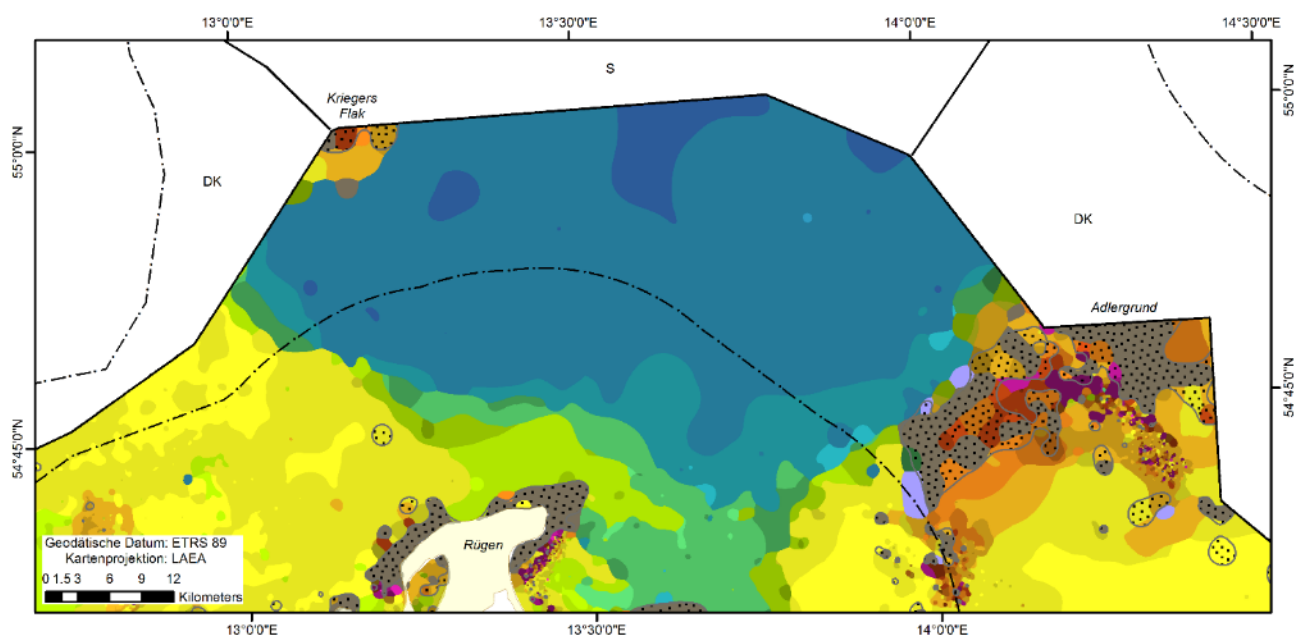 13°0'0"E
13°30'0"E
14°0'0"E
14°30'0"E
S
Kriegers
Flak
55°0'0"N
55°0'0"N
DK
DK
Adlergrund
54°45'0"N
54°45'0"N
Rügen
Geodätische Datum: ETRS 89
Kartenprojektion: LAEA
0 1.5 3 6 9 12
Kilometers
13°0'0"E
13°30'0"E
14°0'0"E